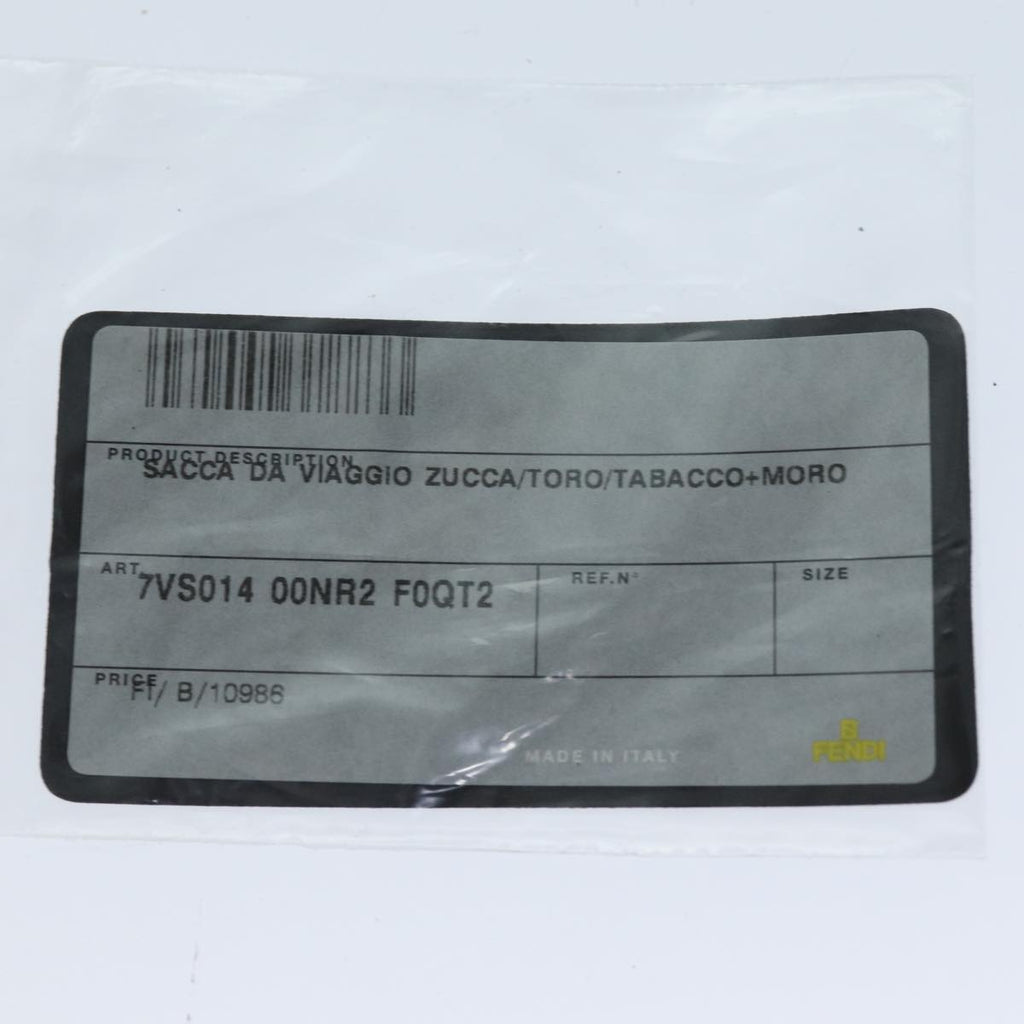 PRODUCT DESCRIPTION
SACCA DA VIAGGIO ZUCCA/TORO/TABACCO+MORO
ART.
7VS014 00NR2 F0QT2
REF.N°
SIZE
PRICE
FI/ B/10986
MADE IN ITALY
B
FENDI